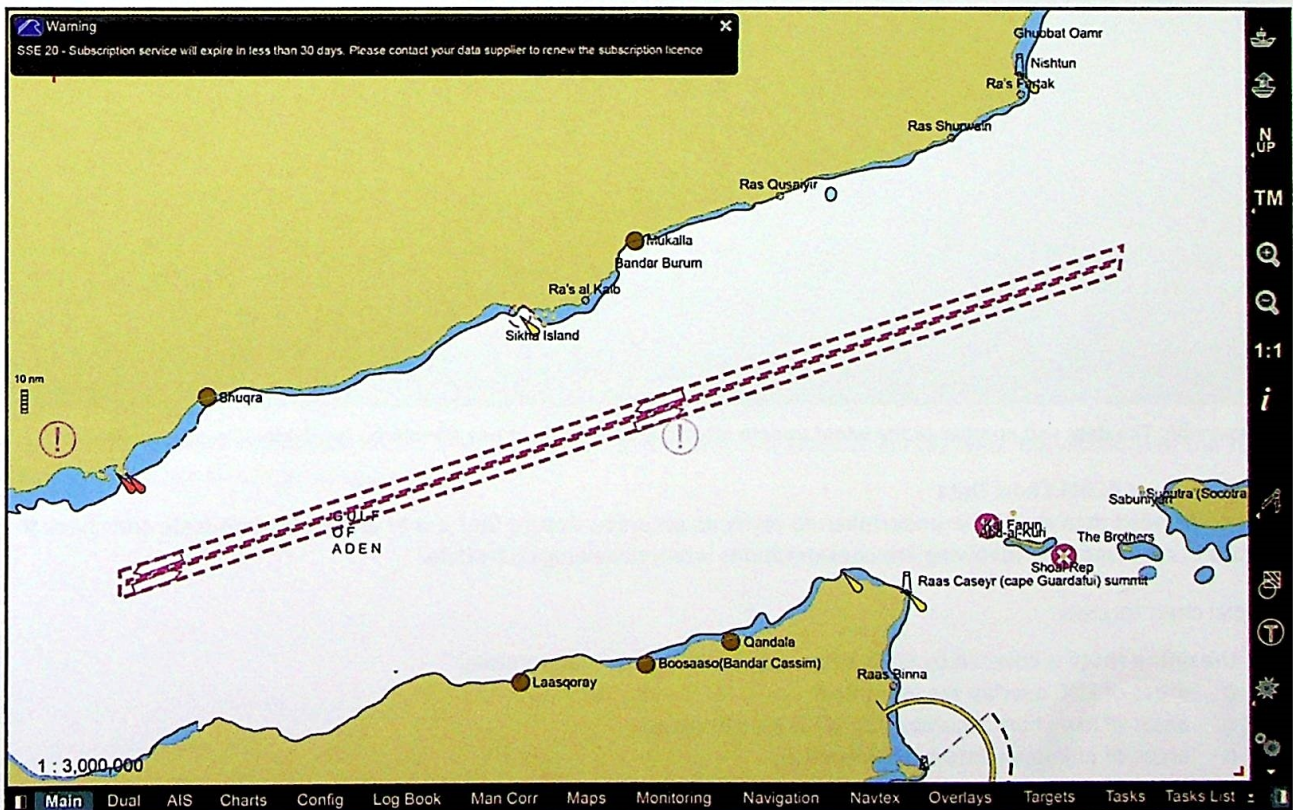 Warning
SSE 20 - Subscription service will expire in less than 30 days. Please contact your data supplier to renew the subscription licence
Ghubbat Qamr
Nishtun
Ra's Fartak
Ras Shurwain
Ras Qusaiyir
Mukalla
Bandar Burum
Ra's al Kalb
Sikha Island
10 nm
Shuqra
GULF
OF
ADEN
Suqutra (Socotra
Sabuniyah
Kal Farun
Abd-al-Kuri
The Brothers
Shoal Rep
Raas Caseyr (cape Guardafui) summit
Qandala
Boosaaso(Bandar Cassim)
Laasqoray
Raas Binna
1 : 3,000,000
N
UP
TM
1:1
i
T
Main Dual AIS Charts Config Log Book Man Corr Maps Monitoring Navigation Navtex Overlays Targets Tasks Tasks List